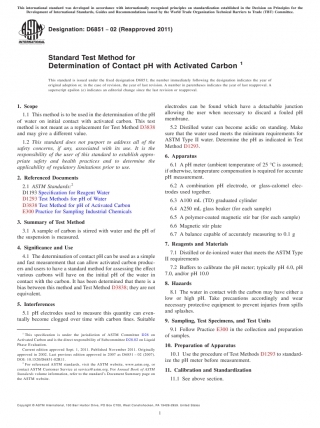 This international standard was developed in accordance with internationally recognized principles on standardization established in the Decision on Principles for the
Development of International Standards, Guides and Recommendations issued by the World Trade Organization Technical Barriers to Trade (TBT) Committee.
Designation: D6851 − 02 (Reapproved 2011)
Standard Test Method for
Determination of Contact pH with Activated Carbon 1
This standard is issued under the fixed designation D6851; the number immediately following the designation indicates the year of
original adoption or, in the case of revision, the year of last revision. A number in parentheses indicates the year of last reapproval. A
superscript epsilon (ε) indicates an editorial change since the last revision or reapproval.
1. Scope
1.1 This method is to be used in the determination of the pH
of water on initial contact with activated carbon. This test
method is not meant as a replacement for Test Method D3838
and may give a different value.
1.2 This standard does not purport to address all of the
safety concerns, if any, associated with its use. It is the
responsibility of the user of this standard to establish appro-
priate safety and health practices and to determine the
applicability of regulatory limitations prior to use.
2. Referenced Documents
2.1 ASTM Standards:2
D1193 Specification for Reagent Water
D1293 Test Methods for pH of Water
D3838 Test Method for pH of Activated Carbon
E300 Practice for Sampling Industrial Chemicals
3. Summary of Test Method
3.1 A sample of carbon is stirred with water and the pH of
the suspension is measured.
4. Significance and Use
4.1 The determination of contact pH can be used as a simple
and fast measurement that can allow activated carbon produc-
ers and users to have a standard method for assessing the effect
various carbons will have on the initial pH of the water in
contact with the carbon. It has been determined that there is a
bias between this method and Test Method D3838; they are not
equivalent.
5. Interferences
5.1 pH electrodes used to measure this quantity can even-
tually become clogged over time with carbon fines. Suitable
1 This specification is under the jurisdiction of ASTM Committee D28 on
Activated Carbon and is the direct responsibility of Subcommittee D28.02 on Liquid
Phase Evaluation.
Current edition approved Sept. 1, 2011. Published November 2011. Originally
approved in 2002. Last previous edition approved in 2007 as D6851 – 02 (2007).
DOI: 10.1520/D6851-02R11.
2 For referenced ASTM standards, visit the ASTM website, www.astm.org, or
contact ASTM Customer Service at service@astm.org. For Annual Book of ASTM
Standards volume information, refer to the standard's Document Summary page on
the ASTM website.
electrodes can be found which have a detachable junction
allowing the user when necessary to discard a fouled pH
membrane.
5.2 Distilled water can become acidic on standing. Make
sure that the water used meets the minimum requirements for
ASTM Type II water. Determine the pH as indicated in Test
Method D1293.
6. Apparatus
6.1 A pH meter (ambient temperature of 25 °C is assumed;
if otherwise, temperature compensation is required for accurate
pH measurement.
6.2 A combination pH electrode, or glass-calomel elec-
trodes used together.
6.3 A100 mL (TD) graduated cylinder
6.4 A250 mL glass beaker (for each sample)
6.5 A polymer-coated magnetic stir bar (for each sample)
6.6 Magnetic stir plate
6.7 A balance capable of accurately measuring to 0.1 g
7. Reagents and Materials
7.1 Distilled or de-ionized water that meets the ASTM Type
II requirements
7.2 Buffers to calibrate the pH meter; typically pH 4.0, pH
7.0, and/or pH 10.0
8. Hazards
8.1 The water in contact with the carbon may have either a
low or high pH. Take precautions accordingly and wear
necessary protective equipment to prevent injuries from spills
and splashes.
9. Sampling, Test Specimens, and Test Units
9.1 Follow Practice E300 in the collection and preparation
of samples.
10. Preparation of Apparatus
10.1 Use the procedure of Test Methods D1293 to standard-
ize the pH meter before measurement.
11. Calibration and Standardization
11.1 See above section.
Copyright © ASTM International, 100 Barr Harbor Drive, PO Box C700, West Conshohocken, PA 19428-2959. United States
1